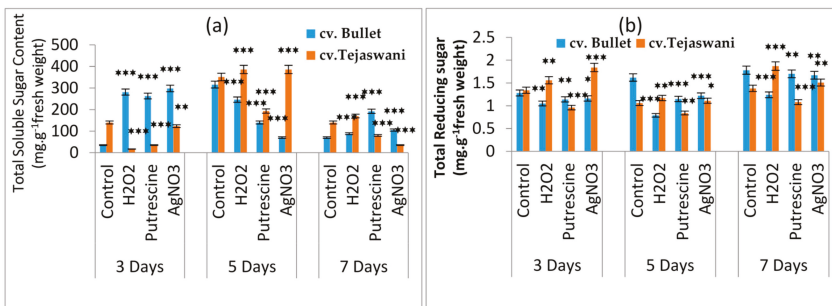 (a)
cv. Bullet
cv.Tejaswani
Total Soluble Sugar Content
(mg.g-1fresh weight)
500
400
300
200
100
0
*** *** *** *** *** **
*** *** *** *** ***
*** *** *** *** *** ***
Control H2O2 Putrescine AgNO3 Control H2O2 Putrescine AgNO3 Control H2O2 Putrescine AgNO3
3 Days 5 Days 7 Days
(b)
cv. Bullet cv.Tejaswani
Total Reducing sugar
(mg.g-1fresh weight)
2.5
2
1.5
1
0.5
0
** ** ** *** *** *
*** ** *** ** *** * *
*** *** ** *** ** **
Control H2O2 Putrescine AgNO3 Control H2O2 Putrescine AgNO3 Control H2O2 Putrescine AgNO3
3 Days 5 Days 7 Days